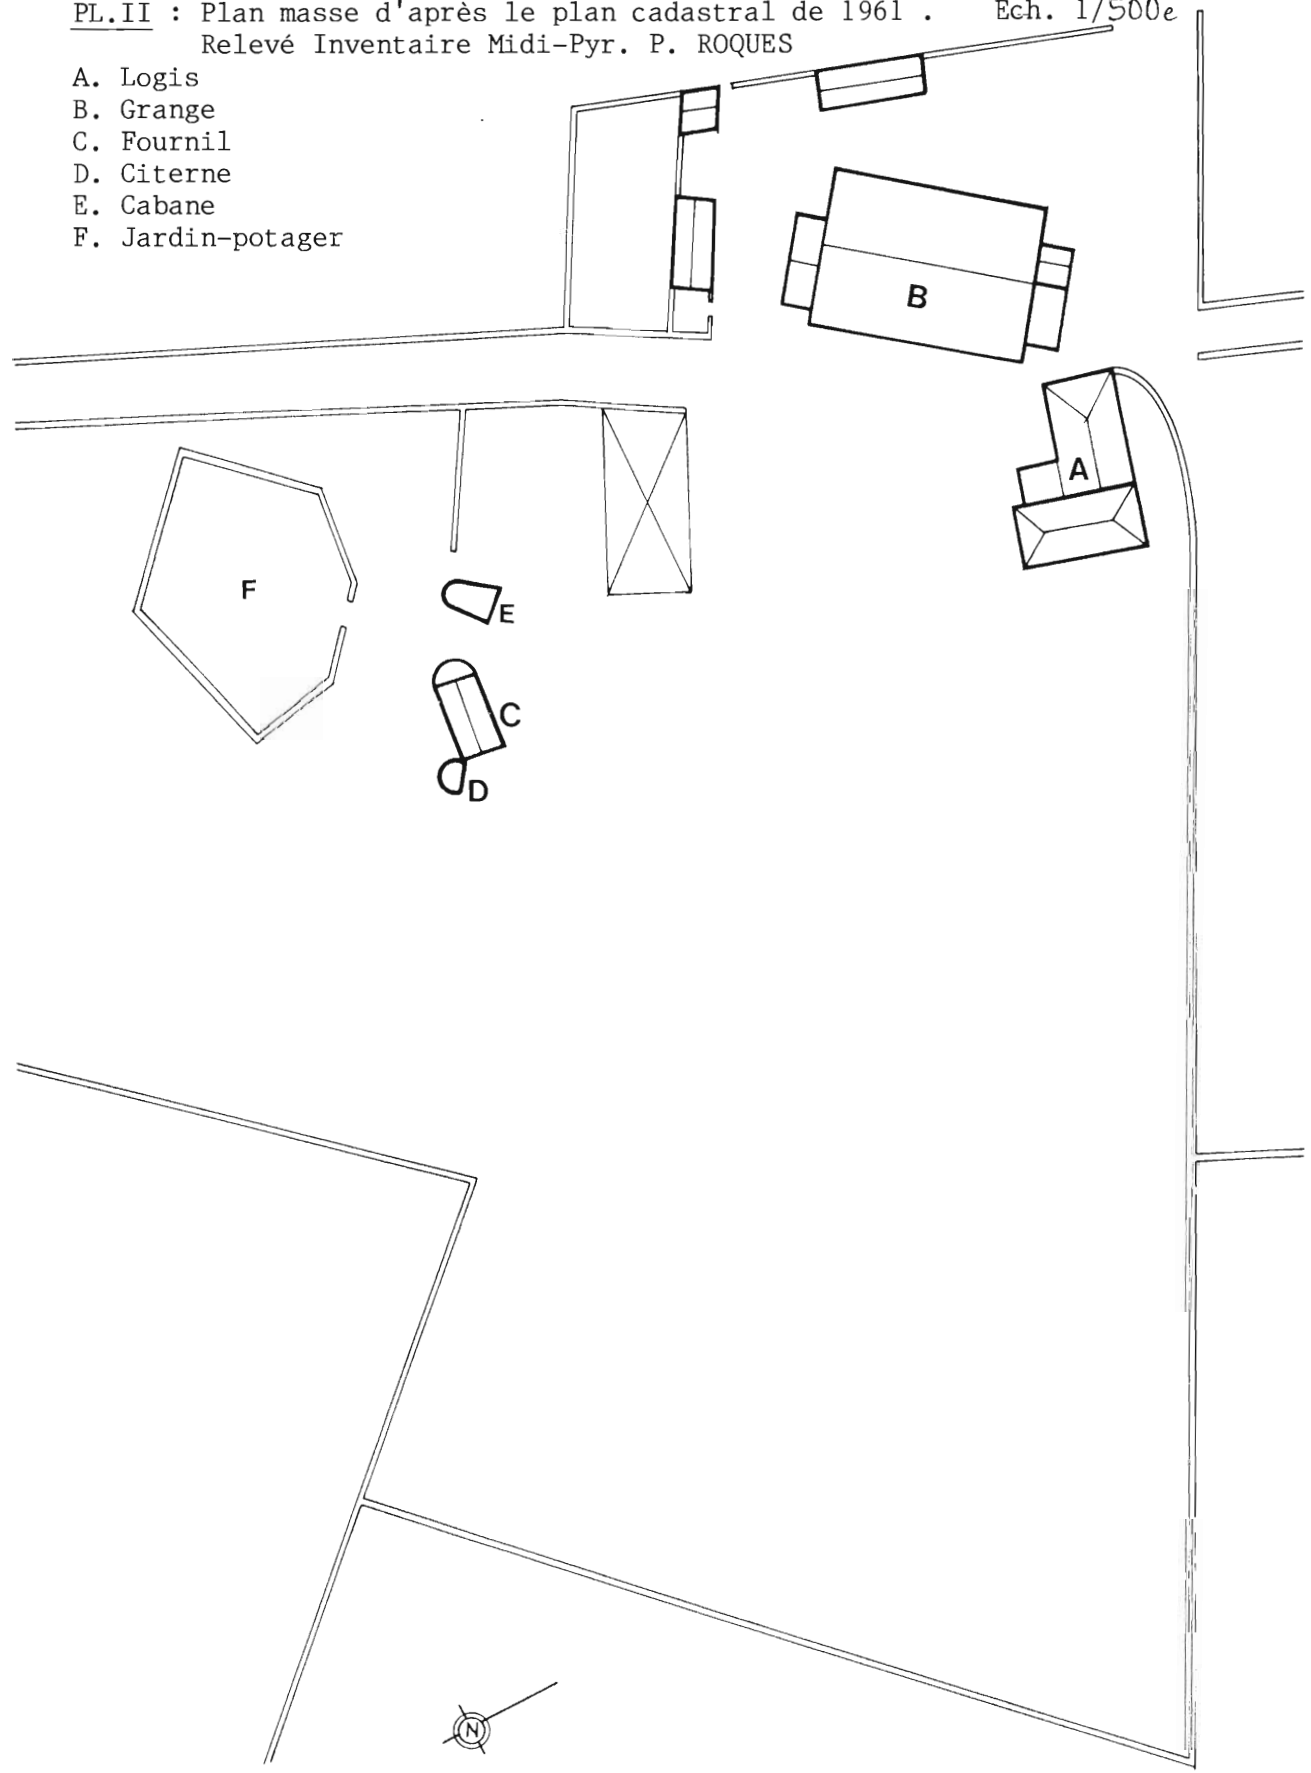 PL.II : Plan masse d'après le plan cadastral de 1961 . Ech. 1/500e
Relevé Inventaire Midi-Pyr. P. ROQUES
A. Logis
B. Grange
C. Fournil
D. Citerne
E. Cabane
F. Jardin-potager
B
A
F
E
C
D
N